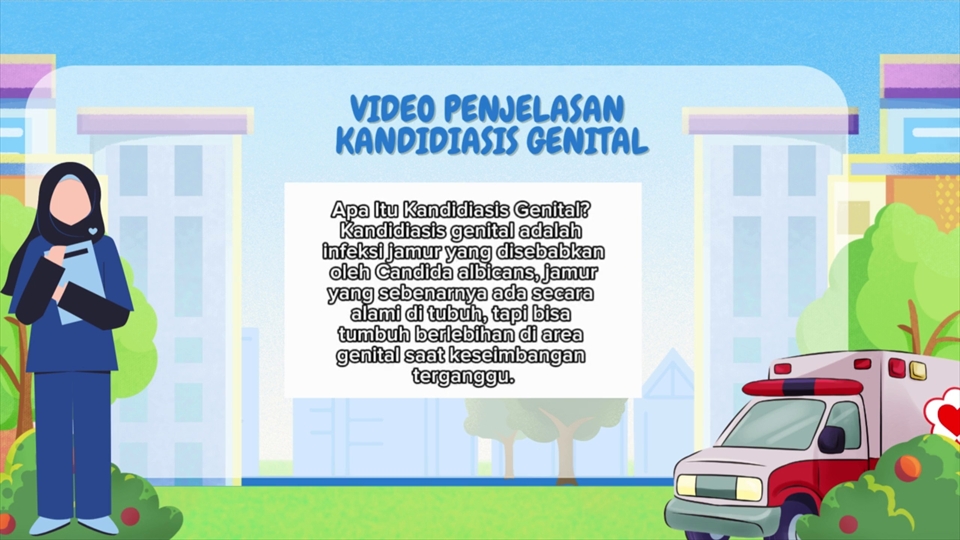 VIDEO PENJELASAN
KANDIDIASIS GENITAL
Apa Itu Kandidiasis Genital?
Kandidiasis genital adalah
infeksi jamur yang disebabkan
oleh Candida albicans, jamur
yang sebenarnya ada secara
alami di tubuh, tapi bisa
tumbuh berlebihan di area
genital saat keseimbangan
terganggu.